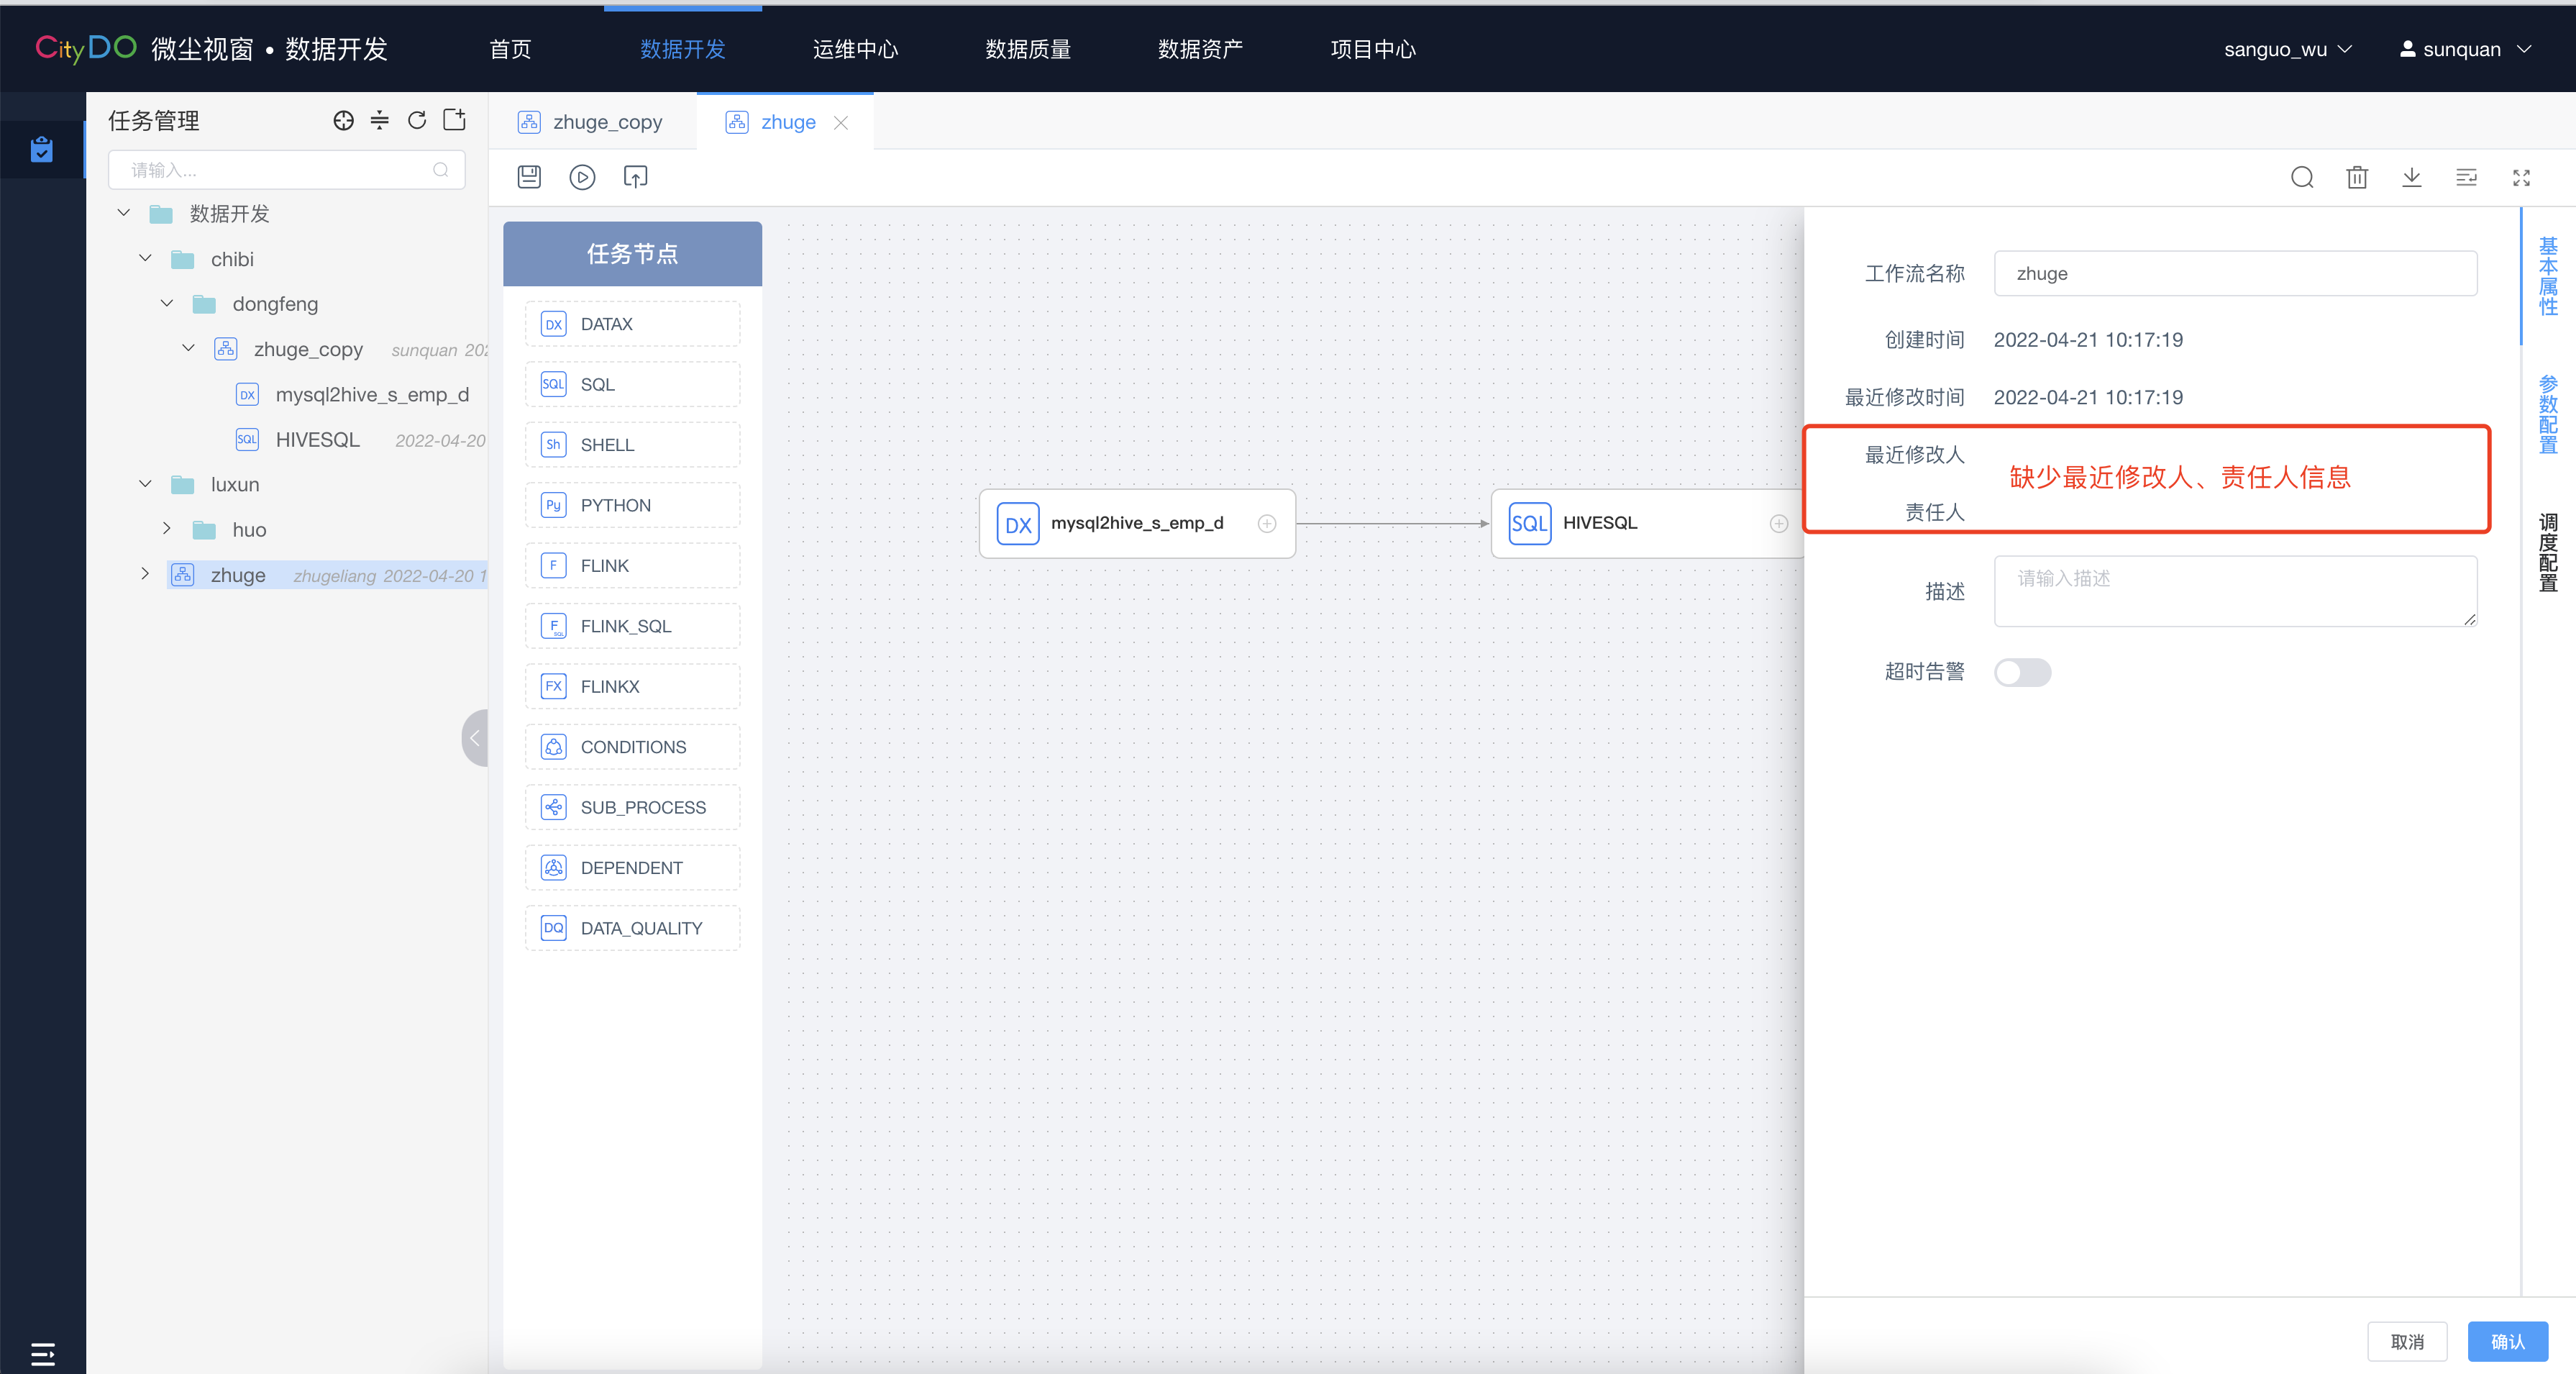 CityDO 微尘视窗 • 数据开发
首页
数据开发
运维中心
数据质量
数据资产
项目中心
sanguo_wu
sunquan
任务管理
请输入...
数据开发
chibi
dongfeng
zhuge_copy sunquan 202
mysql2hive_s_emp_d
HIVESQL 2022-04-20
luxun
huo
zhuge zhugeliang 2022-04-20 1
zhuge_copy
zhuge
任务节点
DX DATAX
SQL SQL
Sh SHELL
Py PYTHON
F FLINK
F SQL FLINK_SQL
FX FLINKX
CONDITIONS
SUB_PROCESS
DEPENDENT
DQ DATA_QUALITY
DX mysql2hive_s_emp_d
SQL HIVESQL
工作流名称 zhuge
创建时间 2022-04-21 10:17:19
最近修改时间 2022-04-21 10:17:19
最近修改人
缺少最近修改人、责任人信息
责任人
描述 请输入描述
超时告警
基本属性
参数配置
调度配置
取消
确认